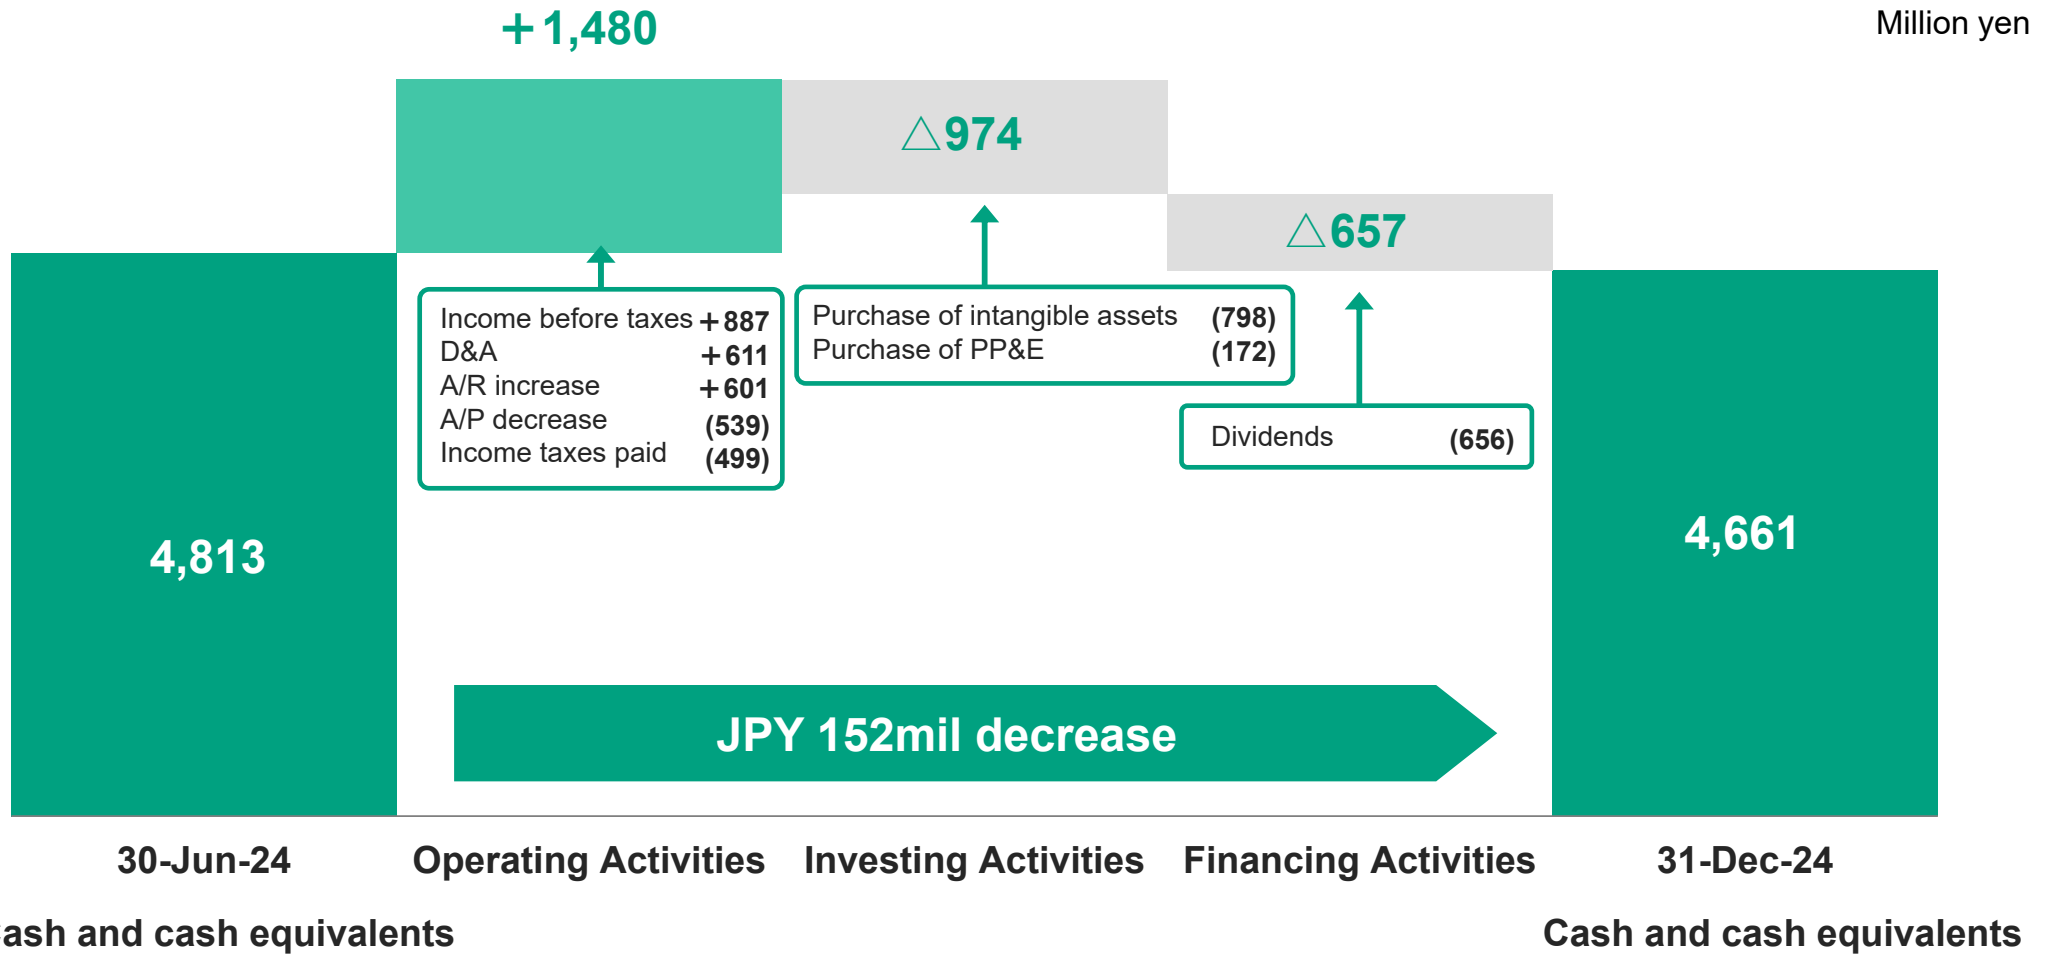 +1,480
Million yen
△974
△657
Income before taxes +887
D&A +611
A/R increase +601
A/P decrease (539)
Income taxes paid (499)
Purchase of intangible assets (798)
Purchase of PP&E (172)
Dividends (656)
4,813
4,661
JPY 152mil decrease
30-Jun-24
Operating Activities
Investing Activities
Financing Activities
31-Dec-24
ash and cash equivalents
Cash and cash equivalents